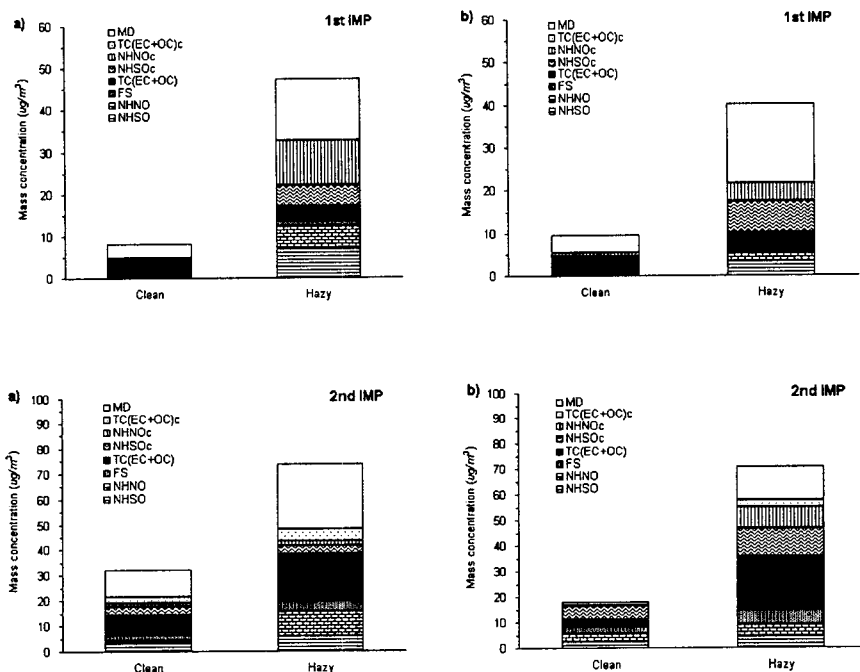 a)
1st IMP
60
50
40
30
20
10
0
Mass concentration (ug/m³)
MD
TC(EC+OC)c
NHNOc
NHSOc
TC(EC+OC)
FS
NHNO
NHSO
Clean
Hazy
b)
1st IMP
60
50
40
30
20
10
0
Mass concentration (ug/m³)
MD
TC(EC+OC)c
NHNOc
NHSOc
TC(EC+OC)
FS
NHNO
NHSO
Clean
Hazy
a)
2nd IMP
100
90
80
70
60
50
40
30
20
10
0
Mass concentration (ug/m³)
MD
TC(EC+OC)c
NHNOc
NHSOc
TC(EC+OC)
FS
NHNO
NHSO
Clean
Hazy
b)
2nd IMP
100
90
80
70
60
50
40
30
20
10
0
Mass concentration (ug/m³)
MD
TC(EC+OC)c
NHNOc
NHSOc
TC(EC+OC)
FS
NHNO
NHSO
Clean
Hazy